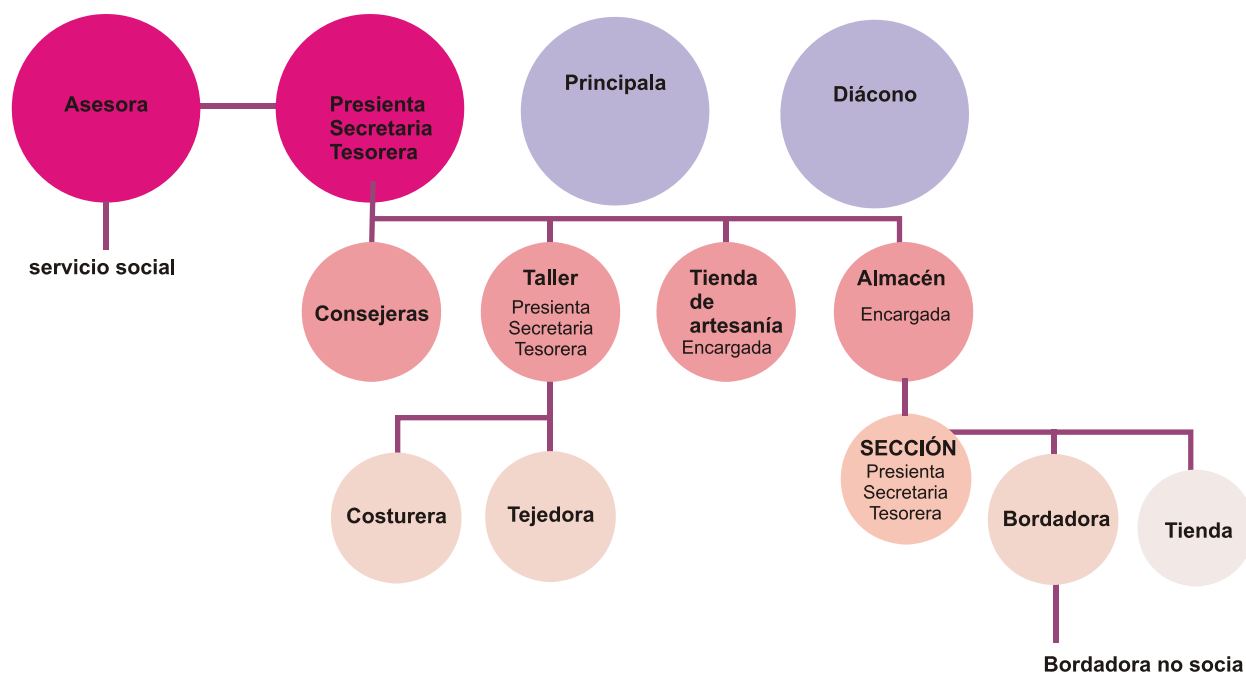 Asesora
Presienta
Secretaria
Tesorera
Principala
Diácono
servicio social
Consejeras
Taller
Presienta
Secretaria
Tesorera
Tienda
de
artesanía
Encargada
Almacén
Encargada
Costurera
Tejedora
SECCIÓN
Presienta
Secretaria
Tesorera
Bordadora
Tienda
Bordadora no socia